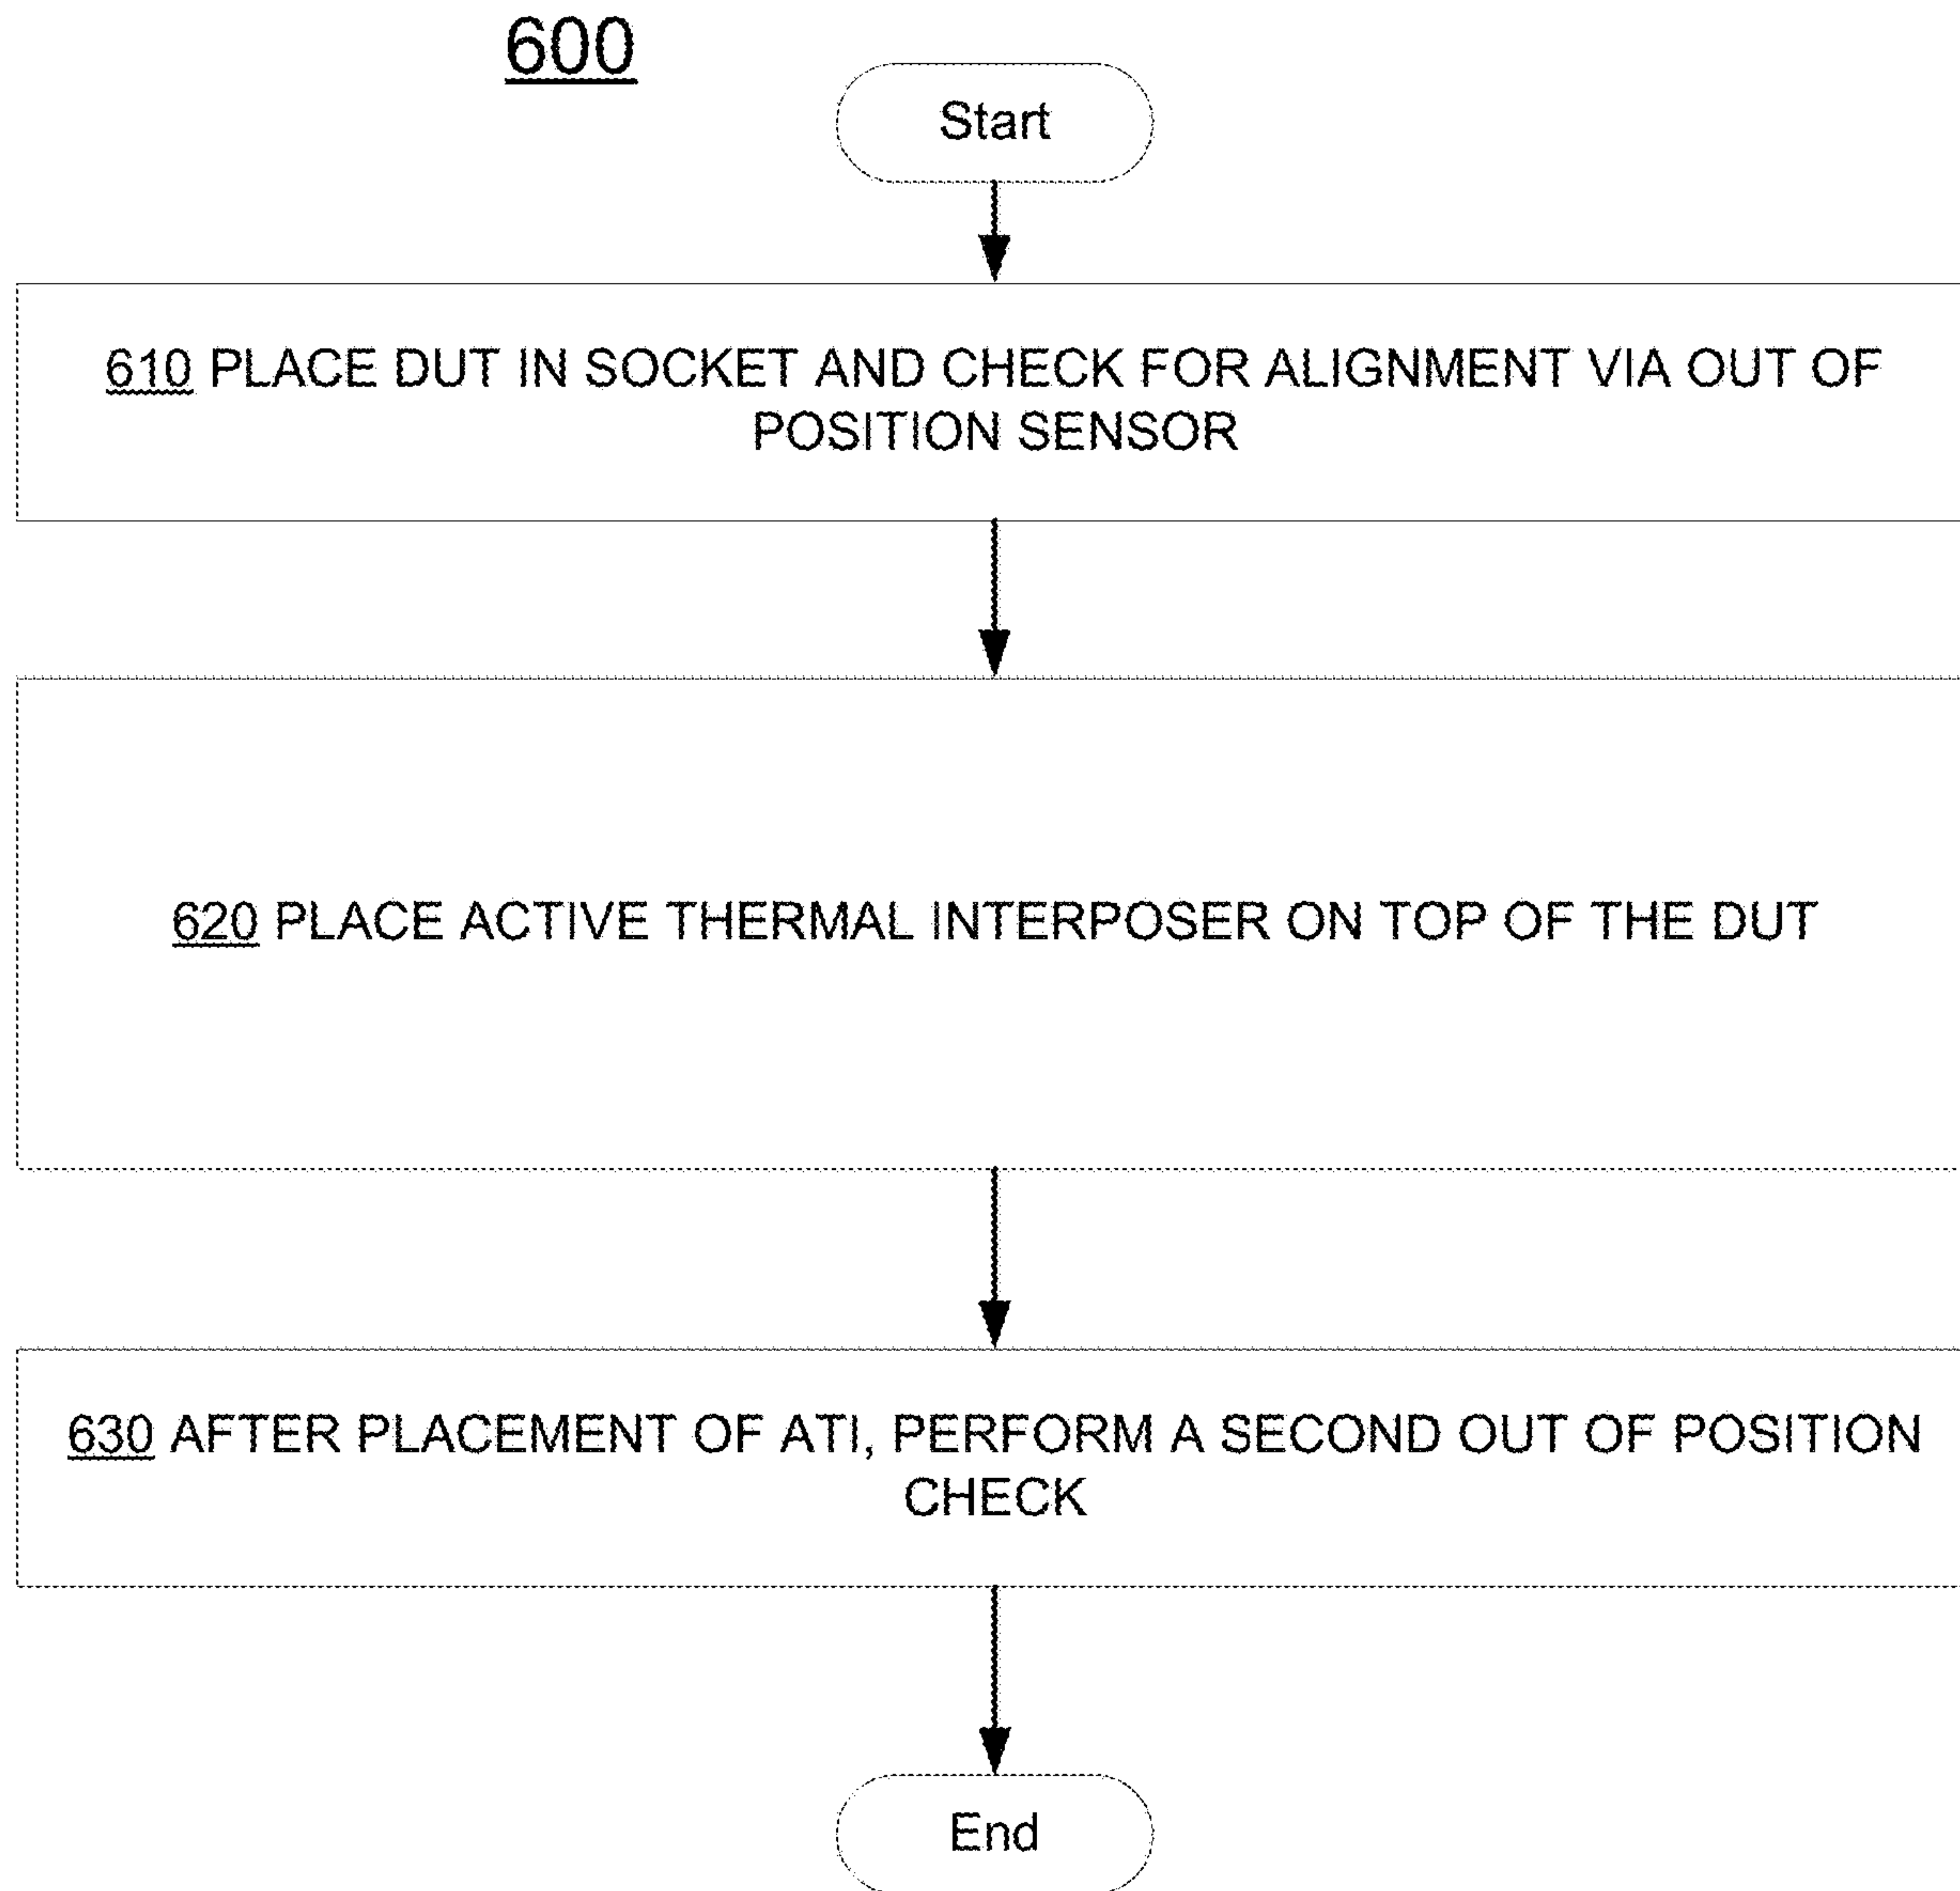 600
Start
610 PLACE DUT IN SOCKET AND CHECK FOR ALIGNMENT VIA OUT OF
POSITION SENSOR
620 PLACE ACTIVE THERMAL INTERPOSER ON TOP OF THE DUT
630 AFTER PLACEMENT OF ATI, PERFORM A SECOND OUT OF POSITION
CHECK
End